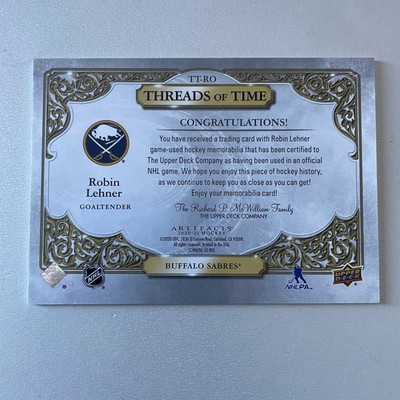 TT-RO
THREADS OF TIME
CONGRATULATIONS!
You have received a trading card with Robin Lehner
game-used hockey memorabilia that has been certified to
The Upper Deck Company as having been used in an official
NHL game. We hope you enjoy this piece of hockey history,
as we continue to keep you as close as you can get!
Enjoy your memorabilia card!
Robin
Lehner
GOALTENDER
The Richard P. McWilliam Family
THE UPPER DECK COMPANY
ARTIFACTS
2020-21 HOCKEY
BUFFALO SABRES®
NHL
NHLPA
UPPER DECK